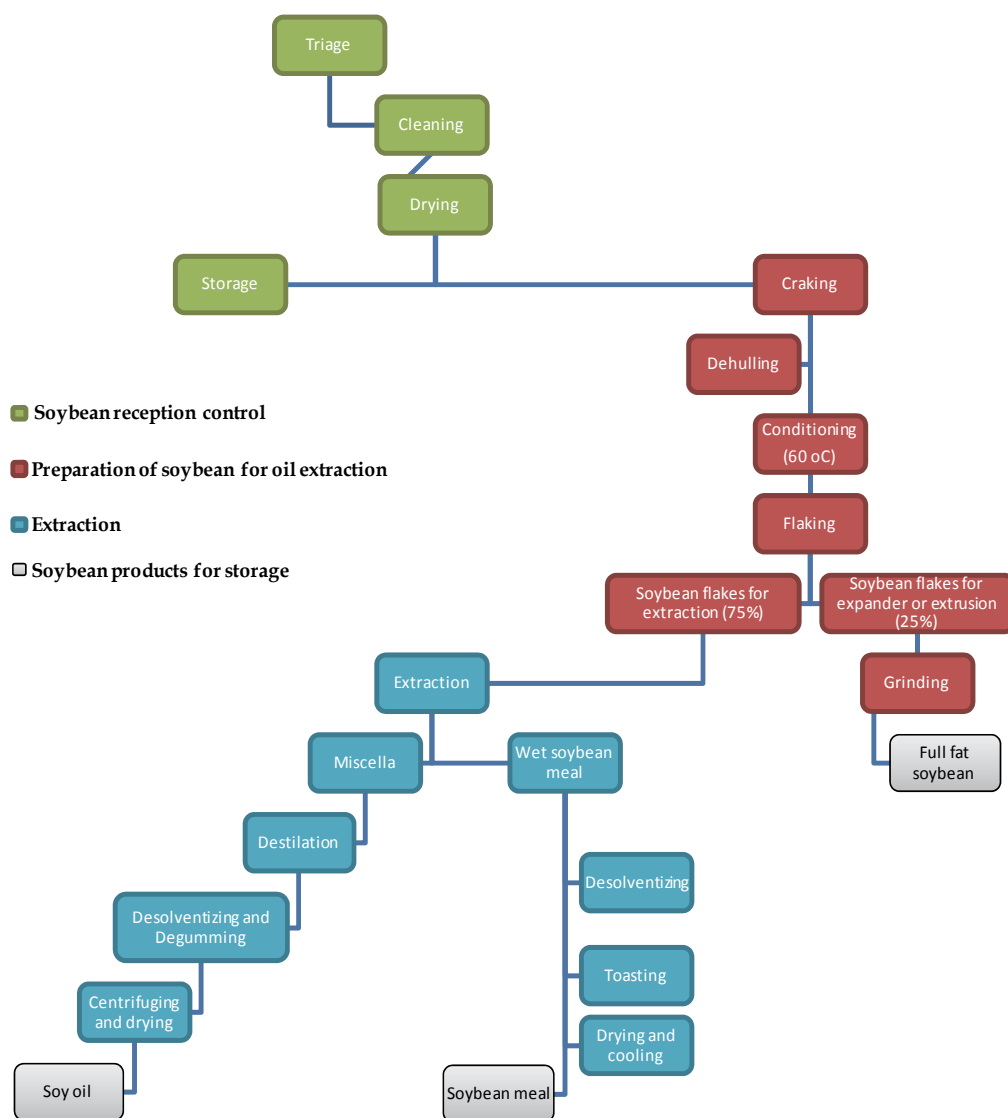 Triage
Cleaning
Drying
Storage
Craking
Dehulling
Soybean reception control
Conditioning
(60 oC)
Preparation of soybean for oil extraction
Flaking
Extraction
Soybean products for storage
Soybean flakes for
extraction (75%)
Soybean flakes for
expander or extrusion
(25%)
Extraction
Grinding
Miscella
Wet soybean
meal
Full fat
soybean
Destilation
Desolventizing
Desolventizing and
Degumming
Toasting
Centrifuging
and drying
Drying and
cooling
Soy oil
Soybean meal